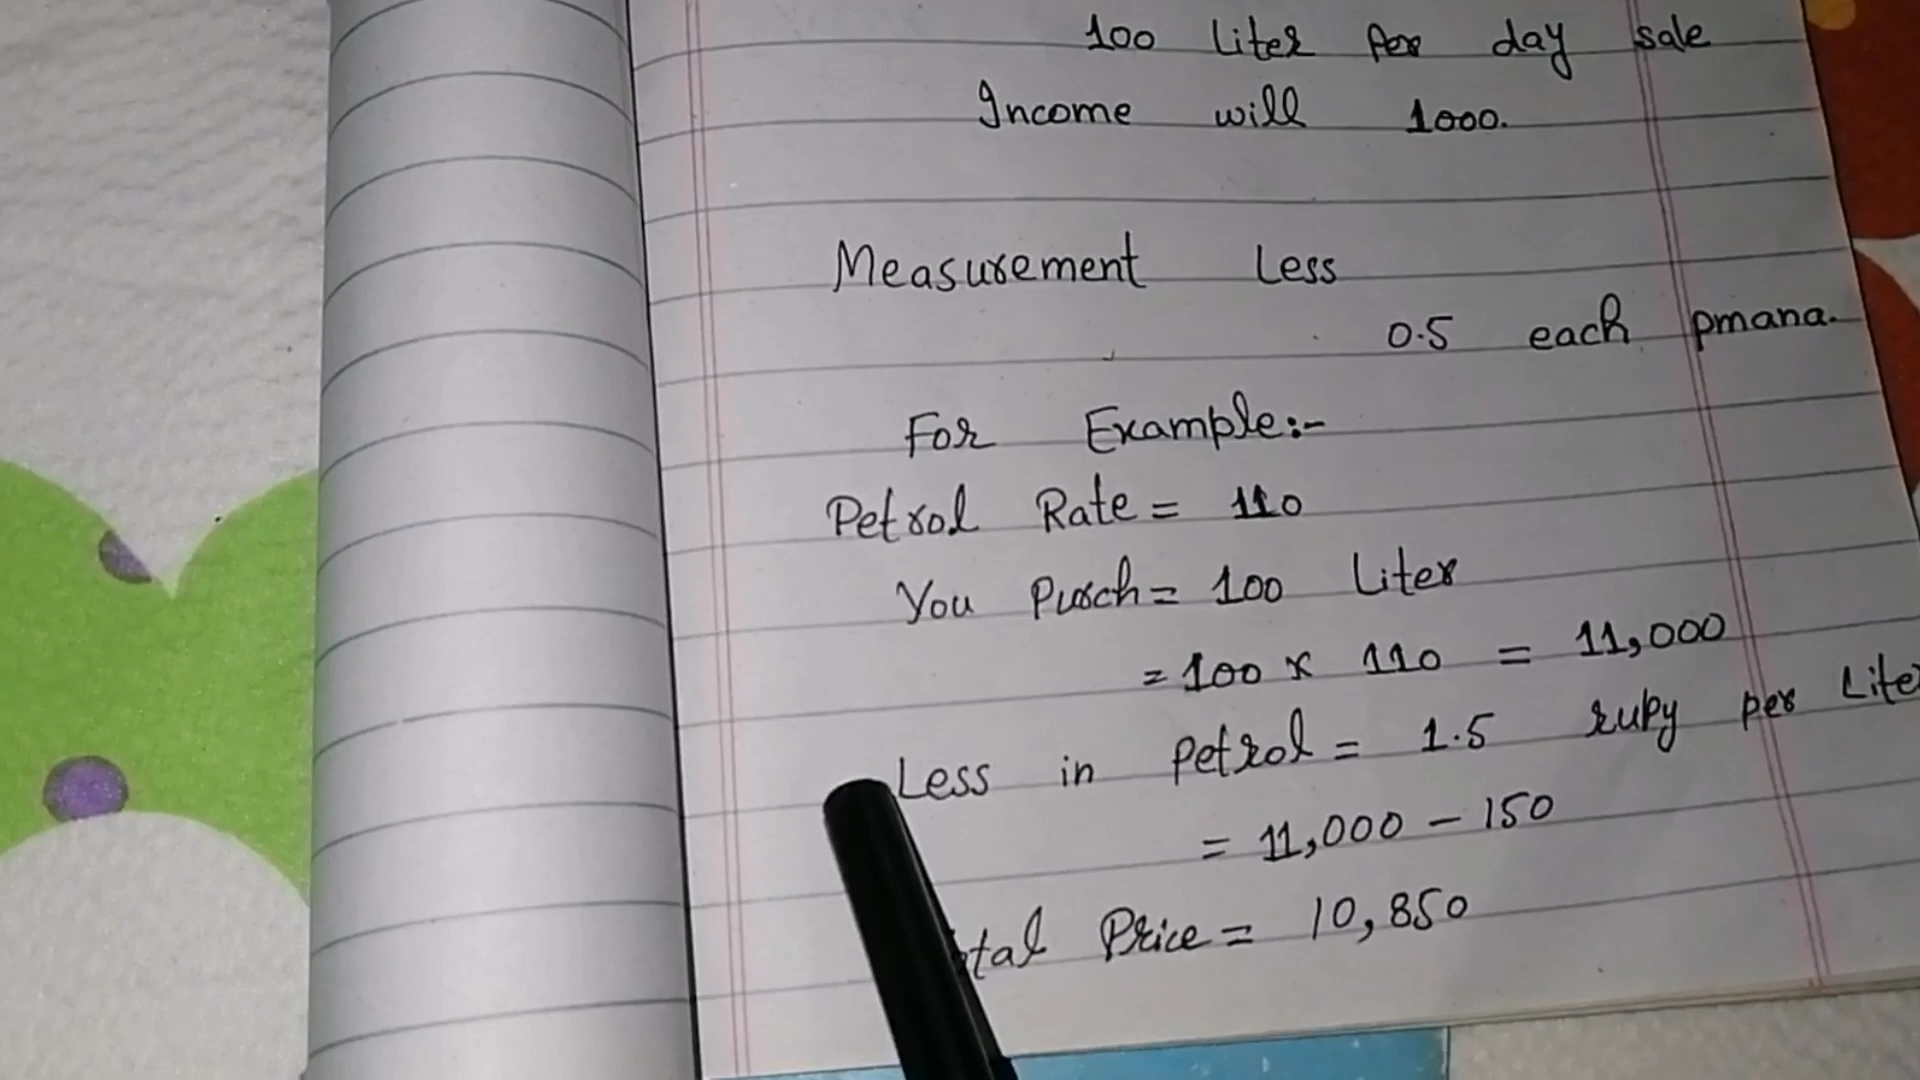 100 Liter Per day sale
Income will 1000.
Measurement Less
0.5 each pmana.
For Example:-
Petrol Rate = 110
You Purch = 100 Liter
= 100 x 110 = 11,000
Less in Petrol = 1.5 rupy per Liter
= 11,000 - 150
Price = 10,850